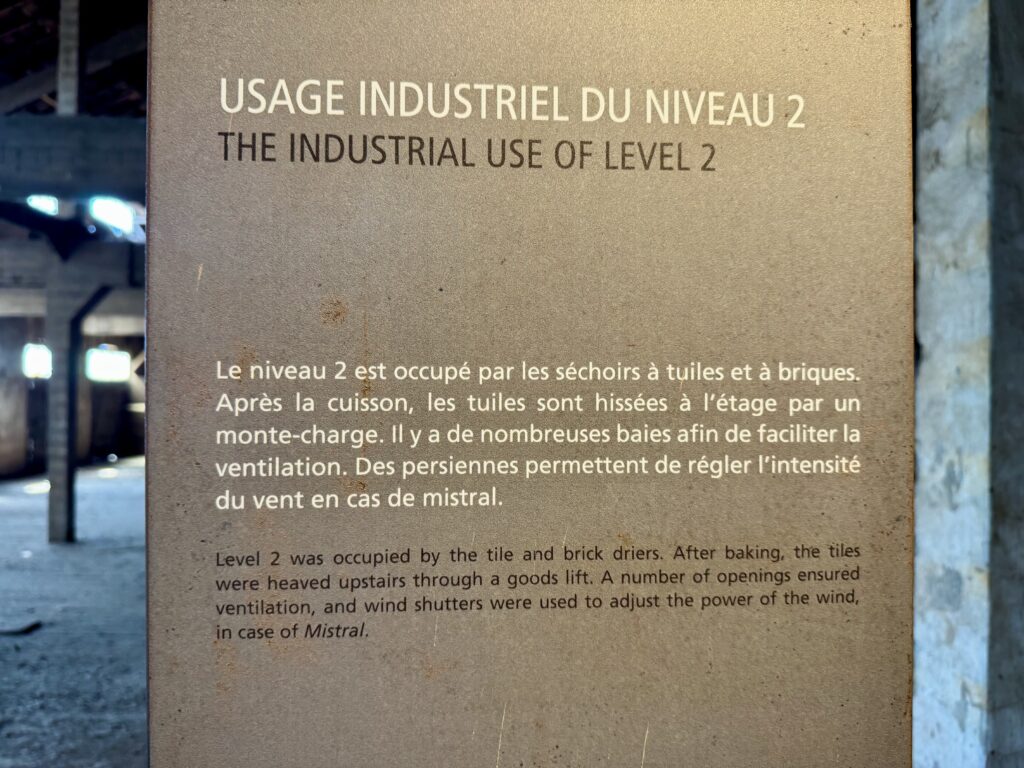 USAGE INDUSTRIEL DU NIVEAU 2
THE INDUSTRIAL USE OF LEVEL 2
Le niveau 2 est occupé par les séchoirs à tuiles et à briques.
Après la cuisson, les tuiles sont hissées à l’étage par un
monte-charge. Il y a de nombreuses baies afin de faciliter la
ventilation. Des persiennes permettent de régler l’intensité
du vent en cas de mistral.
Level 2 was occupied by the tile and brick driers. After baking, the tiles
were heaved upstairs through a goods lift. A number of openings ensured
ventilation, and wind shutters were used to adjust the power of the wind,
in case of Mistral.